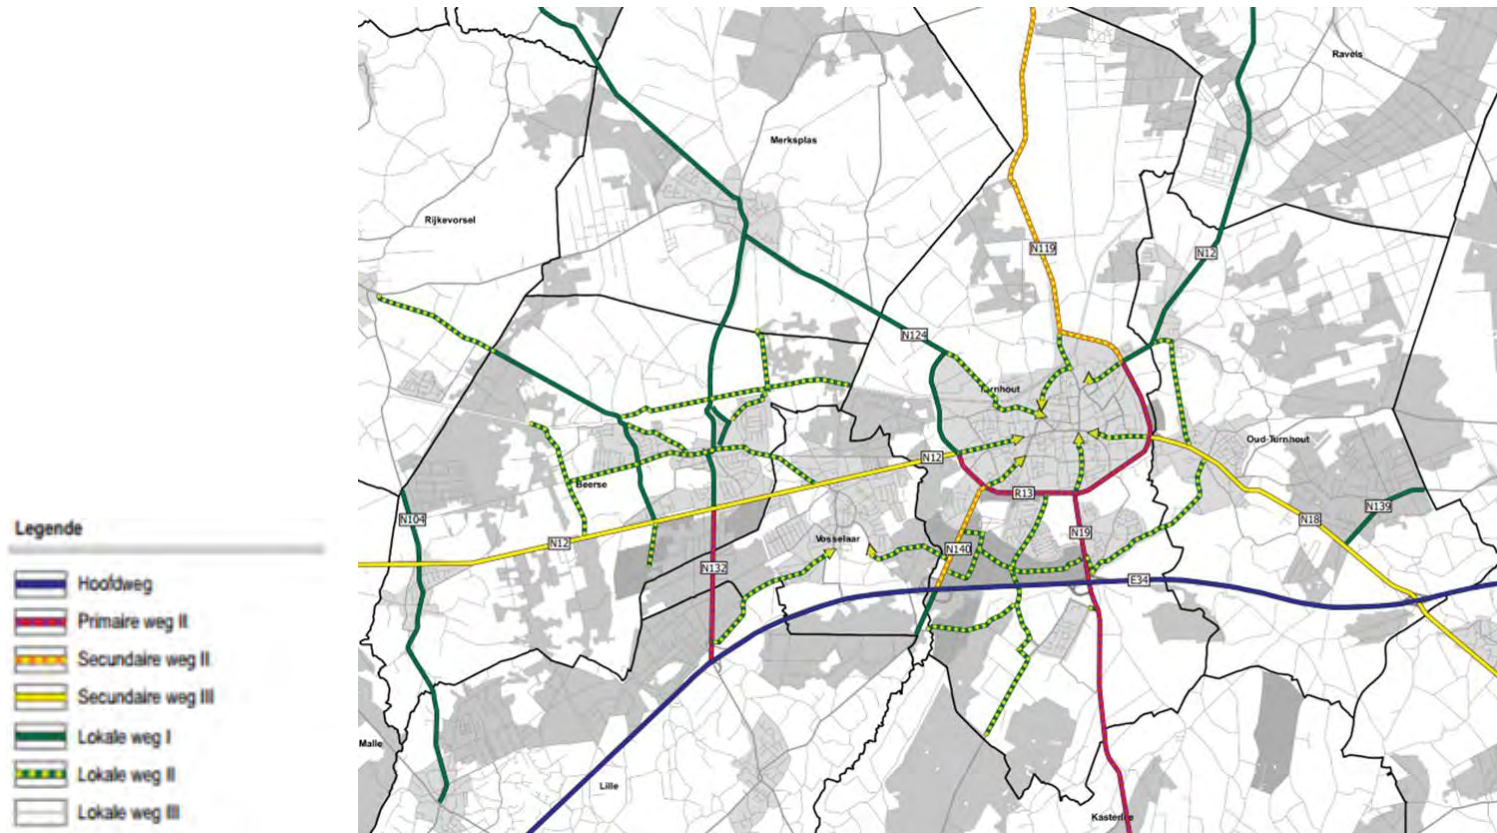 Legende
Hoofdweg
Primaire weg II
Secundaire weg II
Secundaire weg III
Lokale weg I
Lokale weg II
Lokale weg III
Ravels
Merksplas
Rijkevorsel
N119
N12
N124
Turnhout
Oud-Turnhout
N12
Beerse
R13
N139
N104
N18
N19
Vosselaar
N12
N140
N132
E34
Malle
Lille
Kasterlee